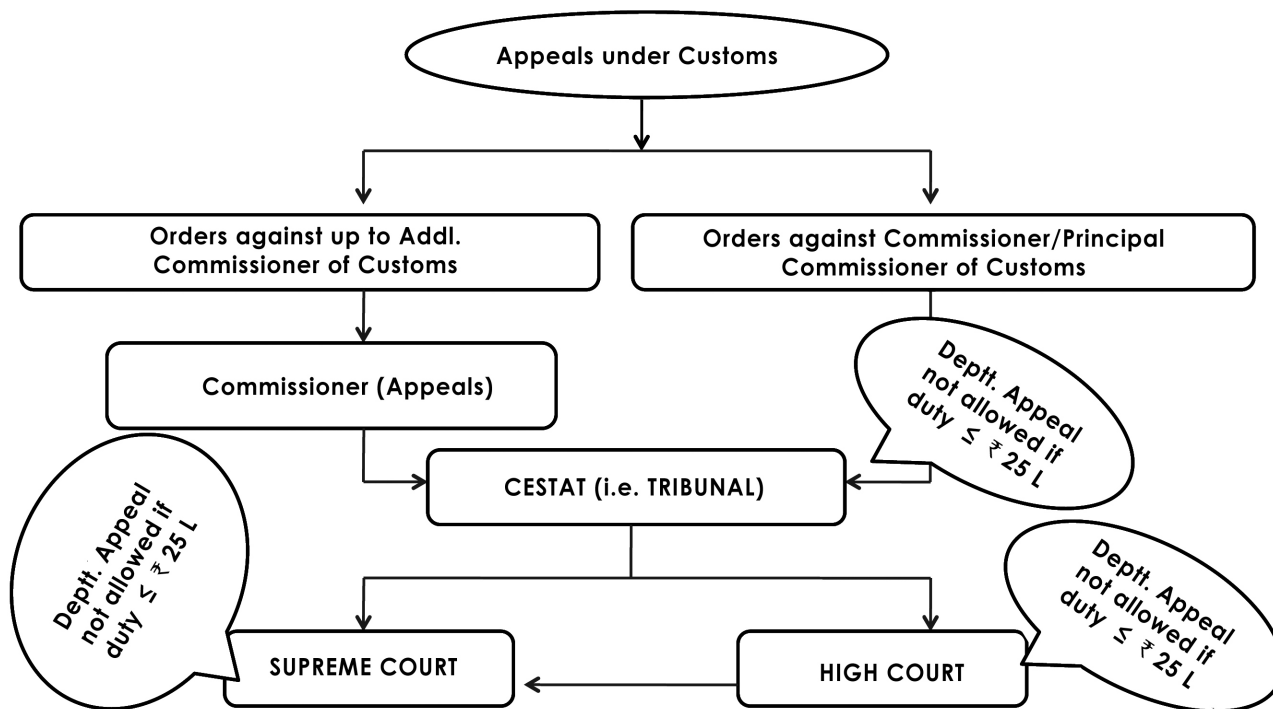 Appeals under Customs
Orders against up to Addl.
Commissioner of Customs
Orders against Commissioner/Principal
Commissioner of Customs
Commissioner (Appeals)
Deptt. Appeal
not allowed if
duty ≤ ₹ 25 L
CESTAT (i.e. TRIBUNAL)
Deptt. Appeal
not allowed if
duty ≤ ₹ 25 L
Deptt. Appeal
not allowed if
duty ≤ ₹ 25 L
SUPREME COURT
HIGH COURT